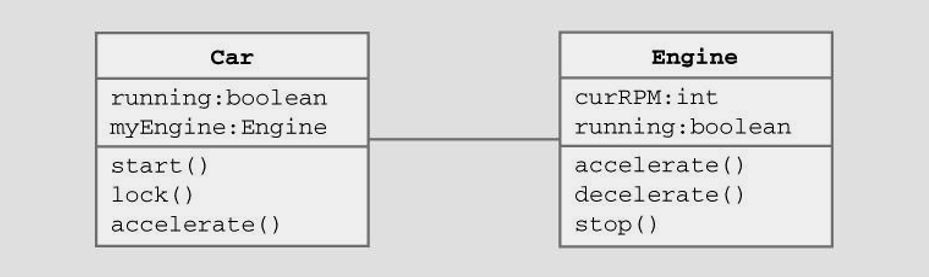 Car
running:boolean
myEngine:Engine
start()
lock()
accelerate()
Engine
curRPM:int
running:boolean
accelerate()
decelerate()
stop()